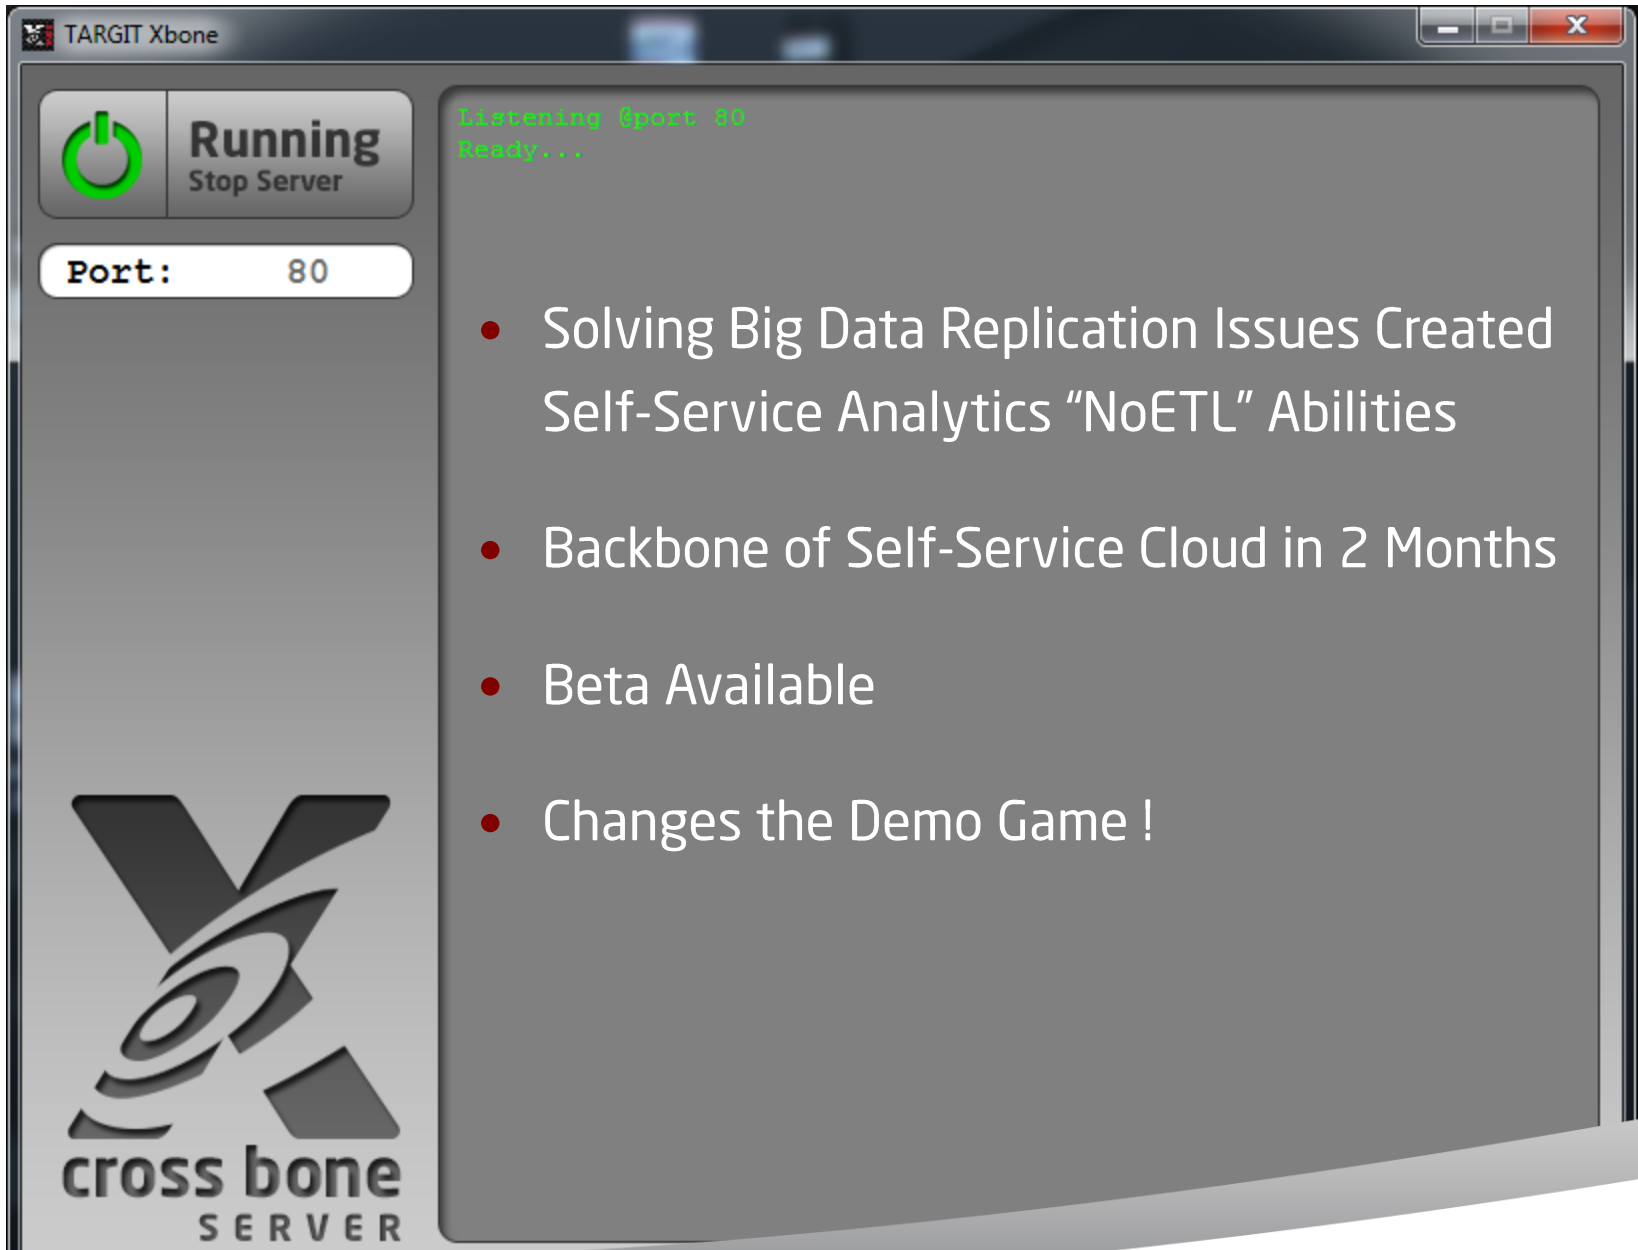 TARGIT Xbone
Running
Stop Server
Port: 80
Listening @port 80
Ready...
• Solving Big Data Replication Issues Created
Self-Service Analytics “NoETL” Abilities
• Backbone of Self-Service Cloud in 2 Months
• Beta Available
• Changes the Demo Game !
cross bone
SERVER